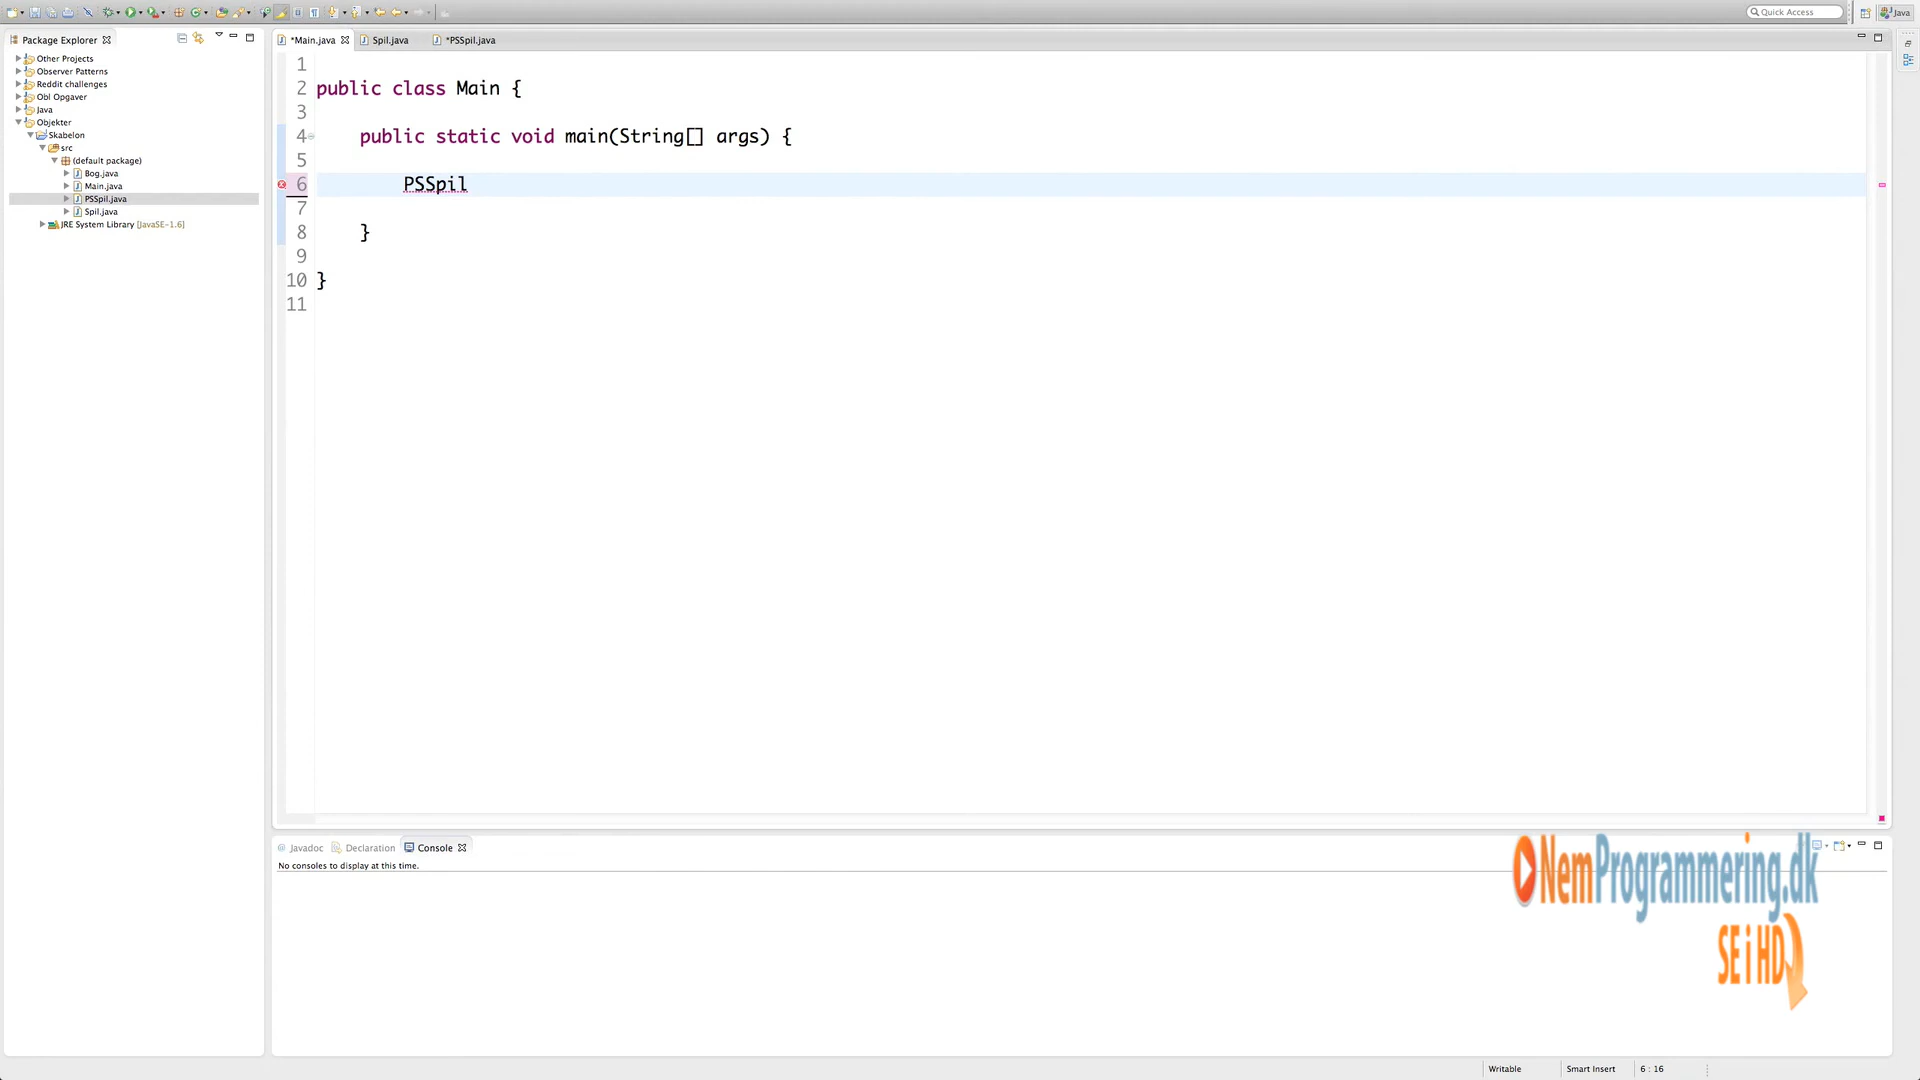 Quick Access
Java
Package Explorer
*Main.java
Spil.java
*PSSpil.java
Other Projects
Observer Patterns
Reddit challenges
Obl Opgaver
Java
Objekter
Skabelon
src
(default package)
Bog.java
Main.java
PSSpil.java
Spil.java
JRE System Library [JavaSE-1.6]
1
2 public class Main {
3
4 public static void main(String[] args) {
5
6 PSSpil
7
8 }
9
10 }
11
Javadoc
Declaration
Console
No consoles to display at this time.
NemProgrammering.dk
SE i HD
Writable
Smart Insert
6 : 16